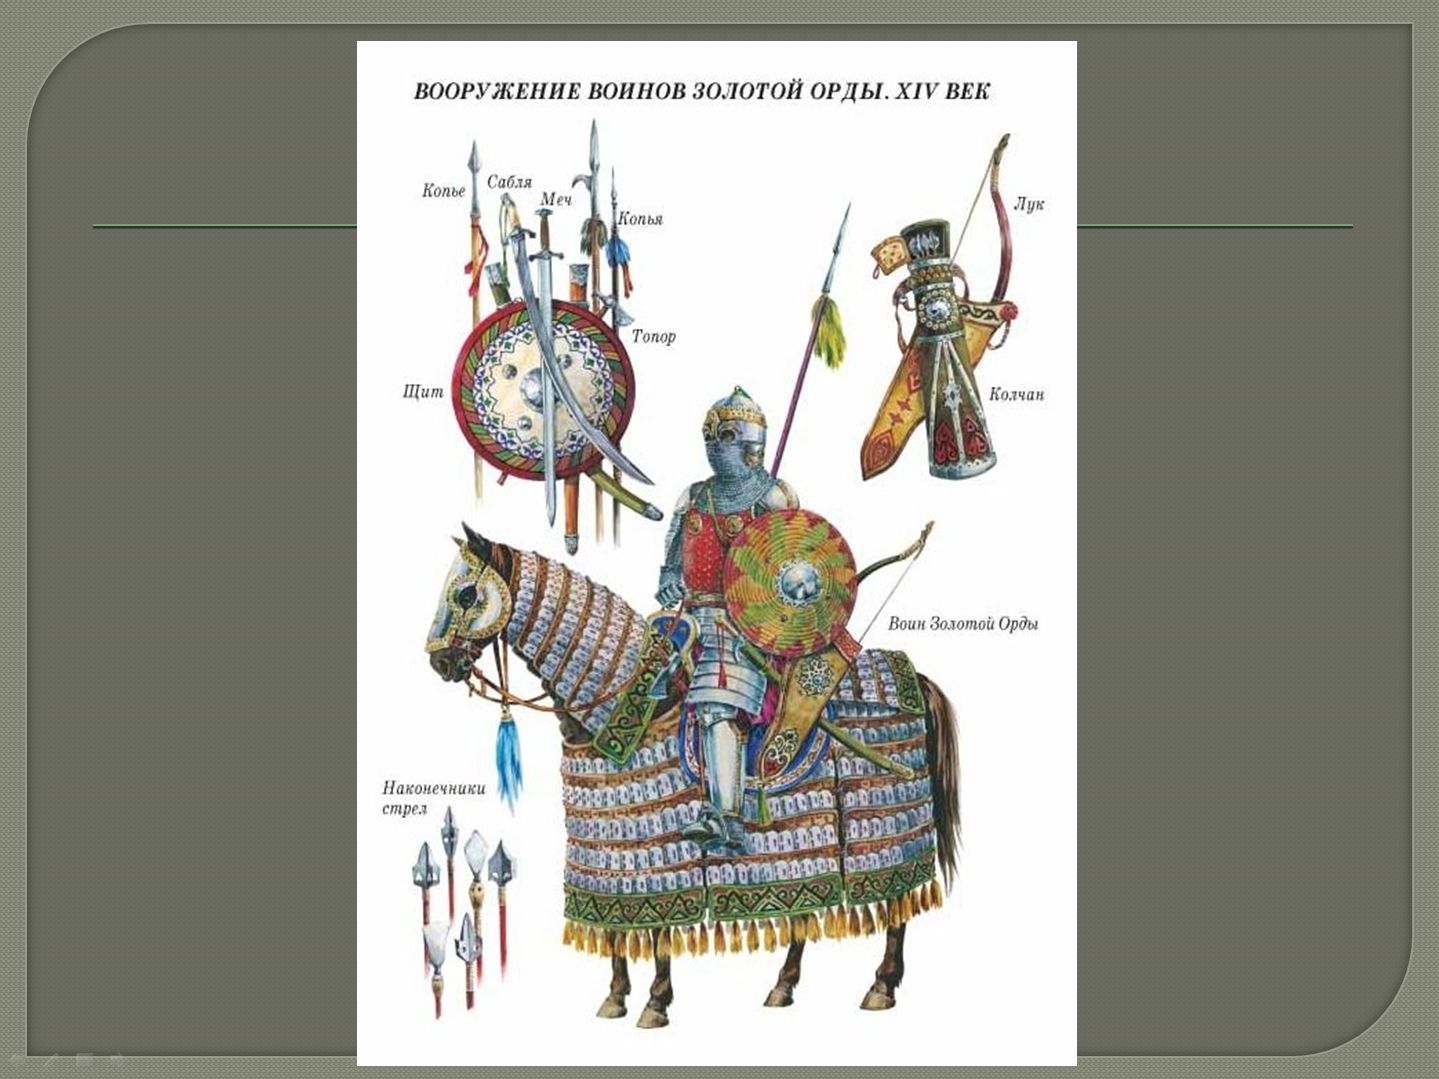 ВООРУЖЕНИЕ ВОИНОВ ЗОЛОТОЙ ОРДЫ. XIV ВЕК
Копье
Сабля
Меч
Копья
Лук
Топор
Щит
Колчан
Воин Золотой Орды
Наконечники
стрел